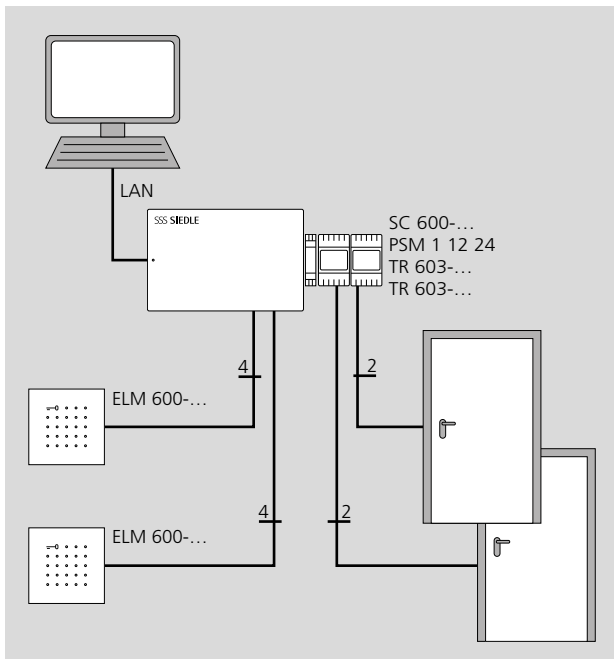 LAN
SSS SIEDLE
SC 600-...
PSM 1 12 24
TR 603-...
TR 603-...
4
2
ELM 600-...
4
2
ELM 600-...